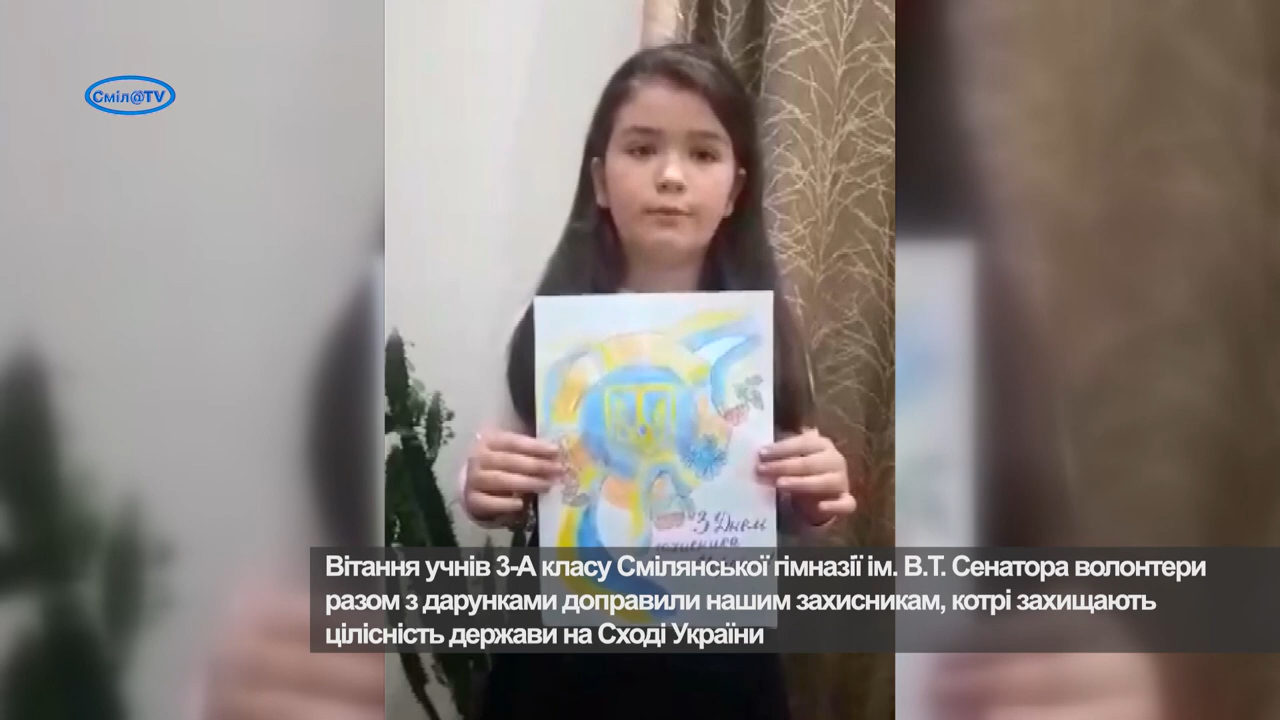 Сміл@TV
"З Днем
захисника
Вітання учнів 3-А класу Смілянської гімназії ім. В.Т. Сенатора волонтери
разом з дарунками доправили нашим захисникам, котрі захищають
цілісність держави на Сході України